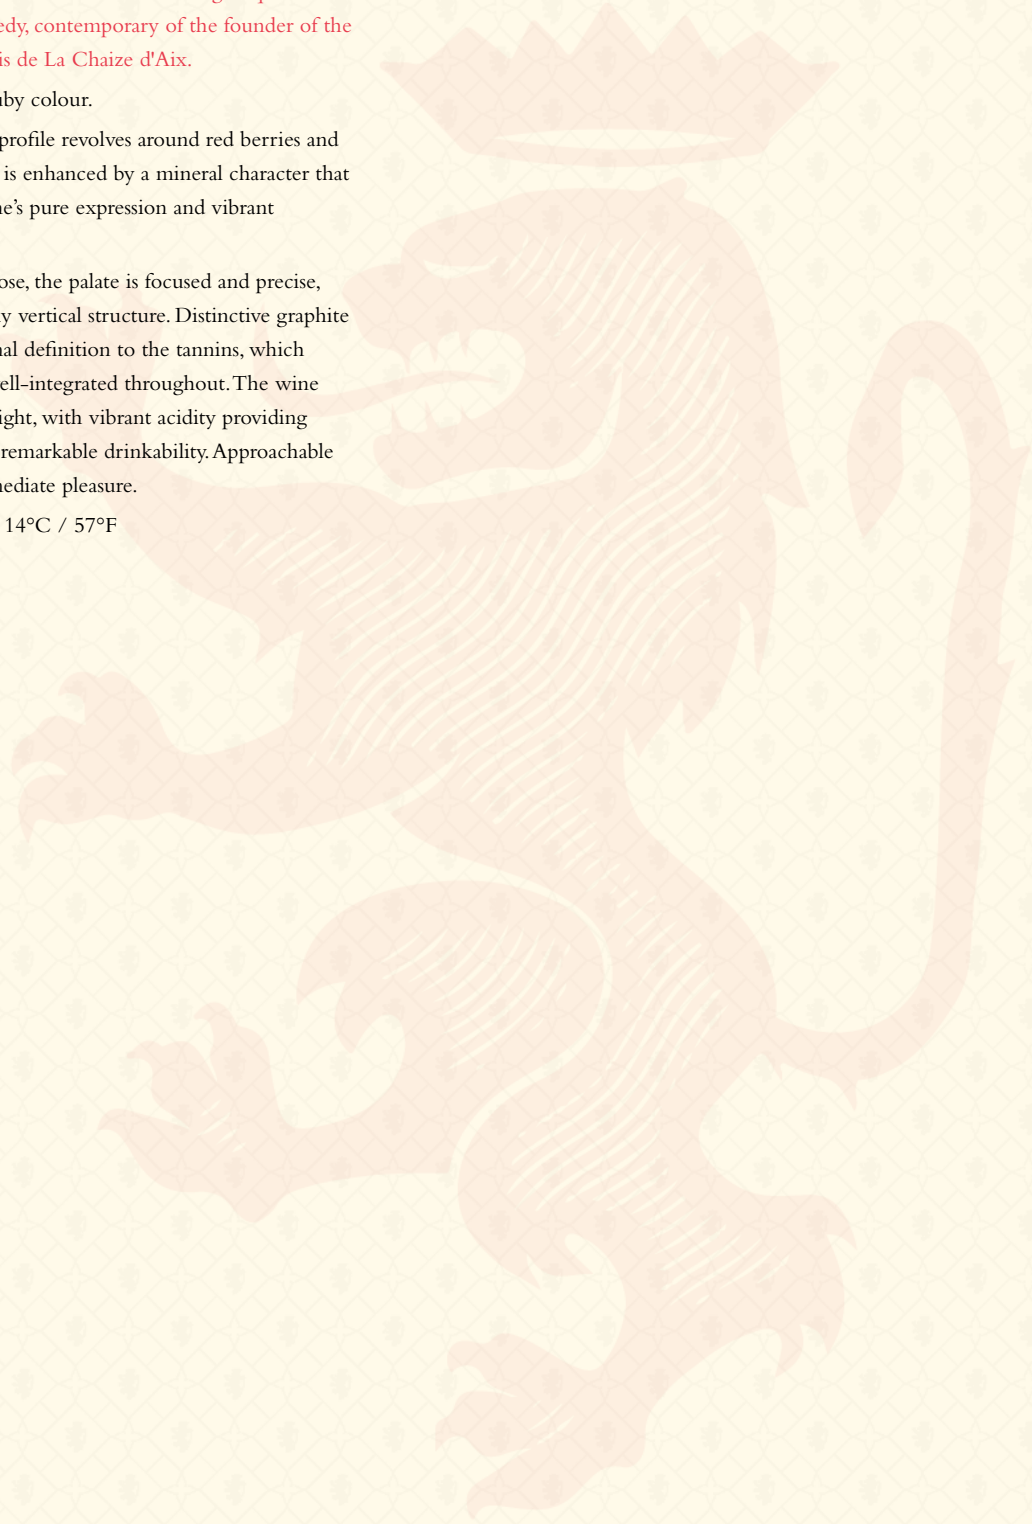 edy, contemporary of the founder of the
is de La Chaize d'Aix.
uby colour.
profile revolves around red berries and
is enhanced by a mineral character that
ne's pure expression and vibrant
ose, the palate is focused and precise,
y vertical structure. Distinctive graphite
nal definition to the tannins, which
ell-integrated throughout. The wine
ight, with vibrant acidity providing
remarkable drinkability. Approachable
mediate pleasure.
14°C / 57°F